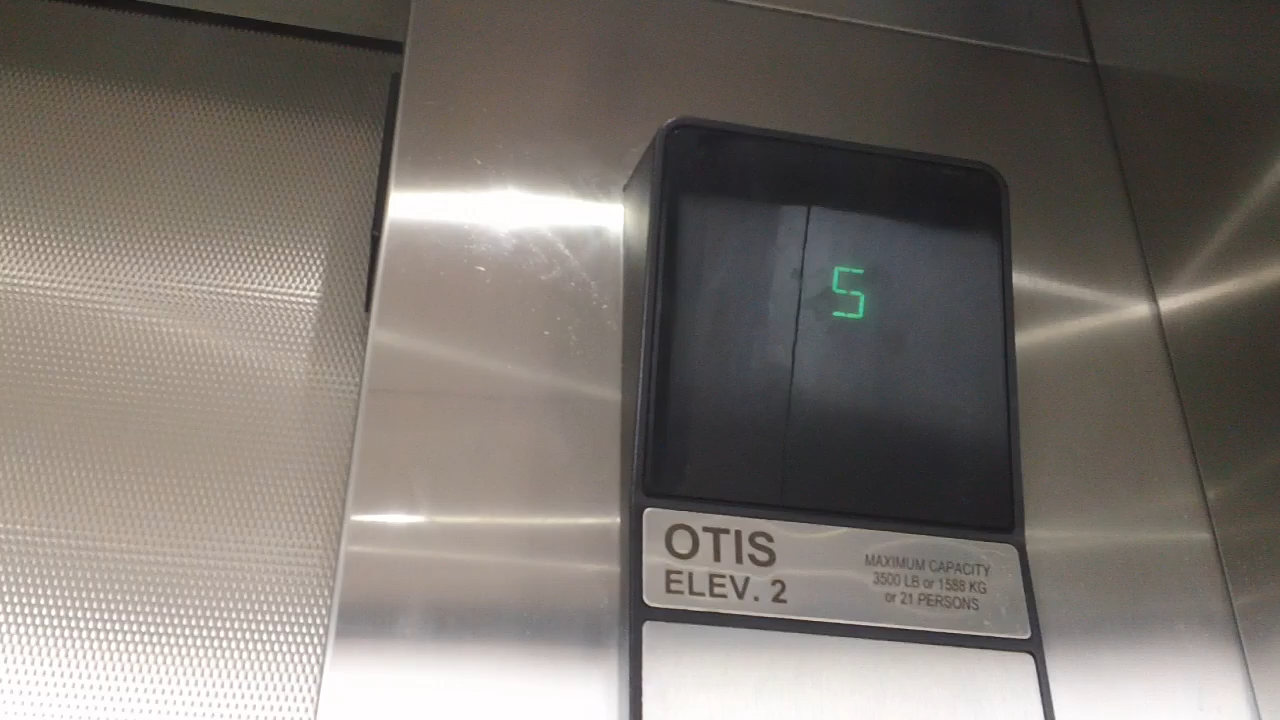 5
OTIS
ELEV. 2
MAXIMUM CAPACITY
3500 LB or 1588 KG
or 21 PERSONS